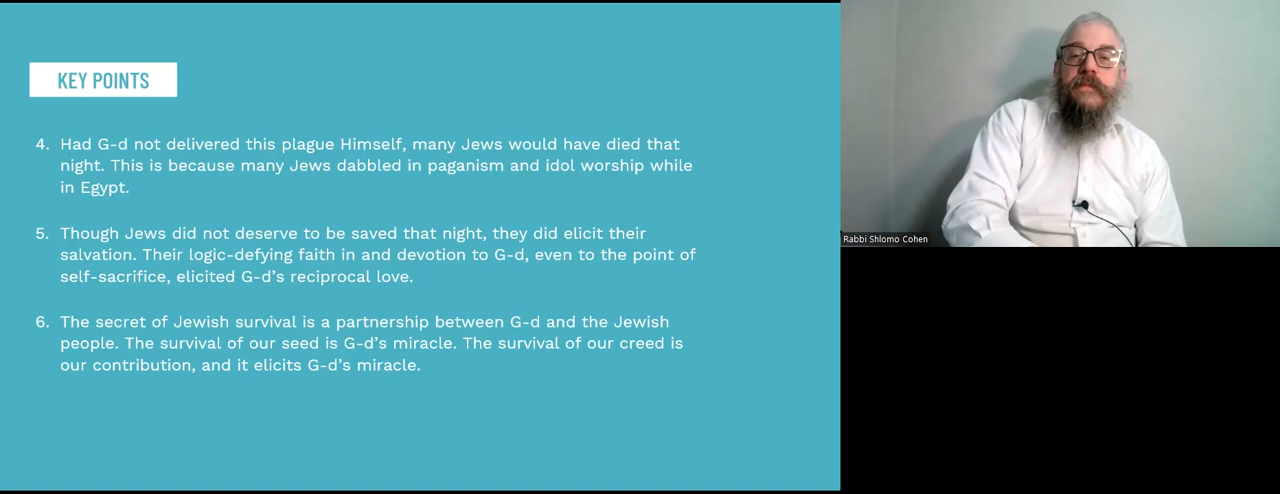 KEY POINTS
4. Had G-d not delivered this plague Himself, many Jews would have died that
night. This is because many Jews dabbled in paganism and idol worship while
in Egypt.
5. Though Jews did not deserve to be saved that night, they did elicit their
salvation. Their logic-defying faith in and devotion to G-d, even to the point of
self-sacrifice, elicited G-d’s reciprocal love.
6. The secret of Jewish survival is a partnership between G-d and the Jewish
people. The survival of our seed is G-d’s miracle. The survival of our creed is
our contribution, and it elicits G-d’s miracle.
Rabbi Shlomo Cohen